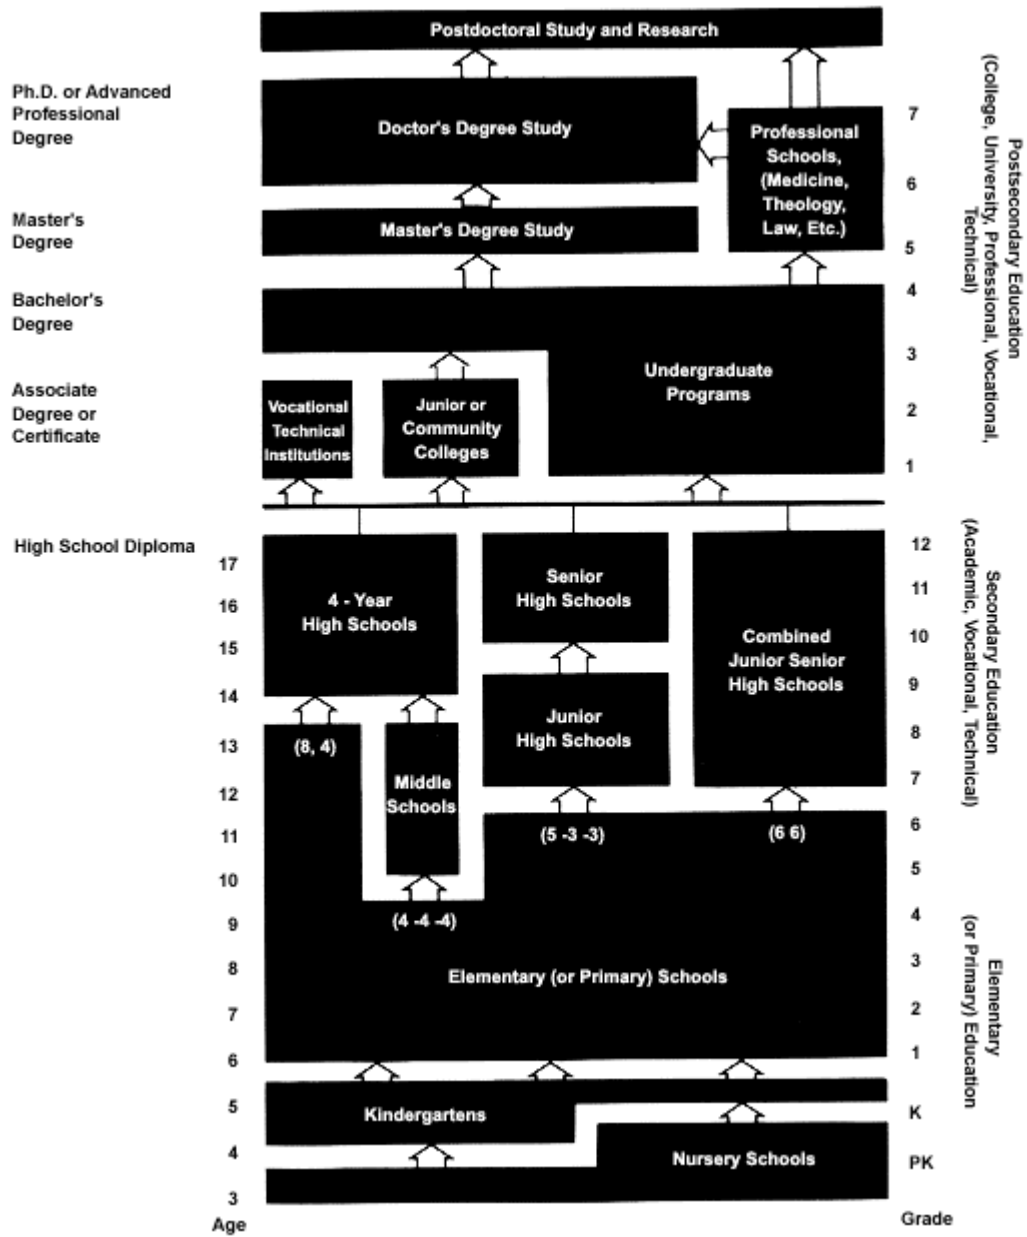 Postdoctoral Study and Research
Ph.D. or Advanced
Professional
Degree
Doctor's Degree Study
Professional
Schools,
(Medicine,
Theology,
Law, Etc.)
7
6
Master's
Degree
Master's Degree Study
5
Bachelor's
Degree
4
3
Undergraduate
Programs
Associate
Degree or
Certificate
Vocational
Technical
Institutions
Junior or
Community
Colleges
2
1
Postsecondary Education
(College, University, Professional, Vocational,
Technical)
High School Diploma
17
16
15
14
4 - Year
High Schools
Senior
High Schools
Combined
Junior Senior
High Schools
12
11
10
9
8
7
Junior
High Schools
Secondary Education
(Academic, Vocational, Technical)
13
12
11
10
9
8
7
6
(8, 4)
Middle
Schools
(5 -3 -3)
(6 6)
(4 -4 -4)
Elementary (or Primary) Schools
6
5
4
3
2
1
Elementary
(or Primary) Education
5
4
3
Kindergartens
K
Nursery Schools
PK
Age
Grade